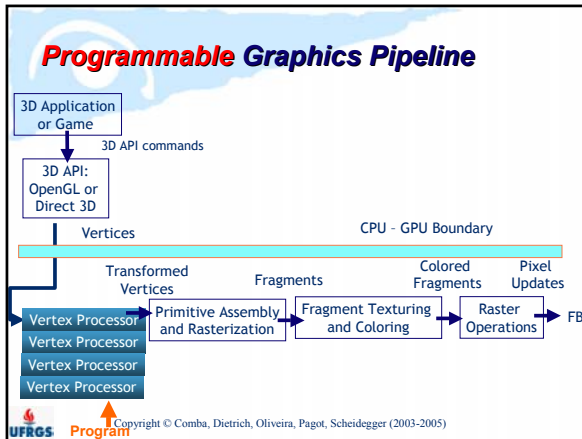 Programmable Graphics Pipeline
3D Application
or Game
3D API commands
3D API:
OpenGL or
Direct 3D
Vertices
CPU – GPU Boundary
Transformed
Vertices
Fragments
Colored
Fragments
Pixel
Updates
Vertex Processor
Primitive Assembly
and Rasterization
Fragment Texturing
and Coloring
Raster
Operations
FB
Vertex Processor
Vertex Processor
Vertex Processor
UFRGS
Program
Copyright © Comba, Dietrich, Oliveira, Pagot, Scheidegger (2003-2005)